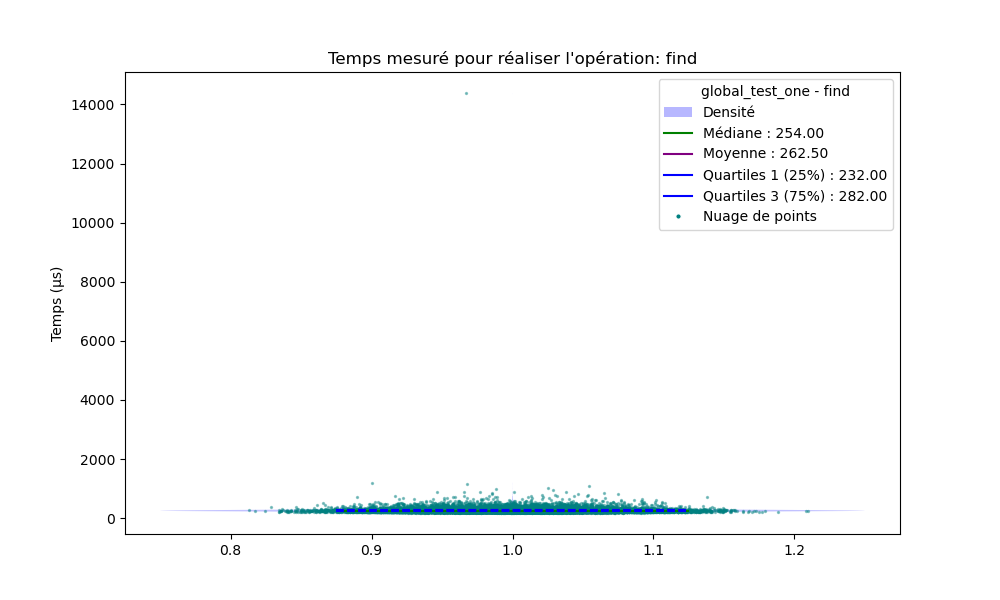 Temps mesuré pour réaliser l'opération: find
global_test_one - find
Densité
Médiane : 254.00
Moyenne : 262.50
Quartiles 1 (25%) : 232.00
Quartiles 3 (75%) : 282.00
Nuage de points
Temps (µs)
14000
12000
10000
8000
6000
4000
2000
0
0.8
0.9
1.0
1.1
1.2